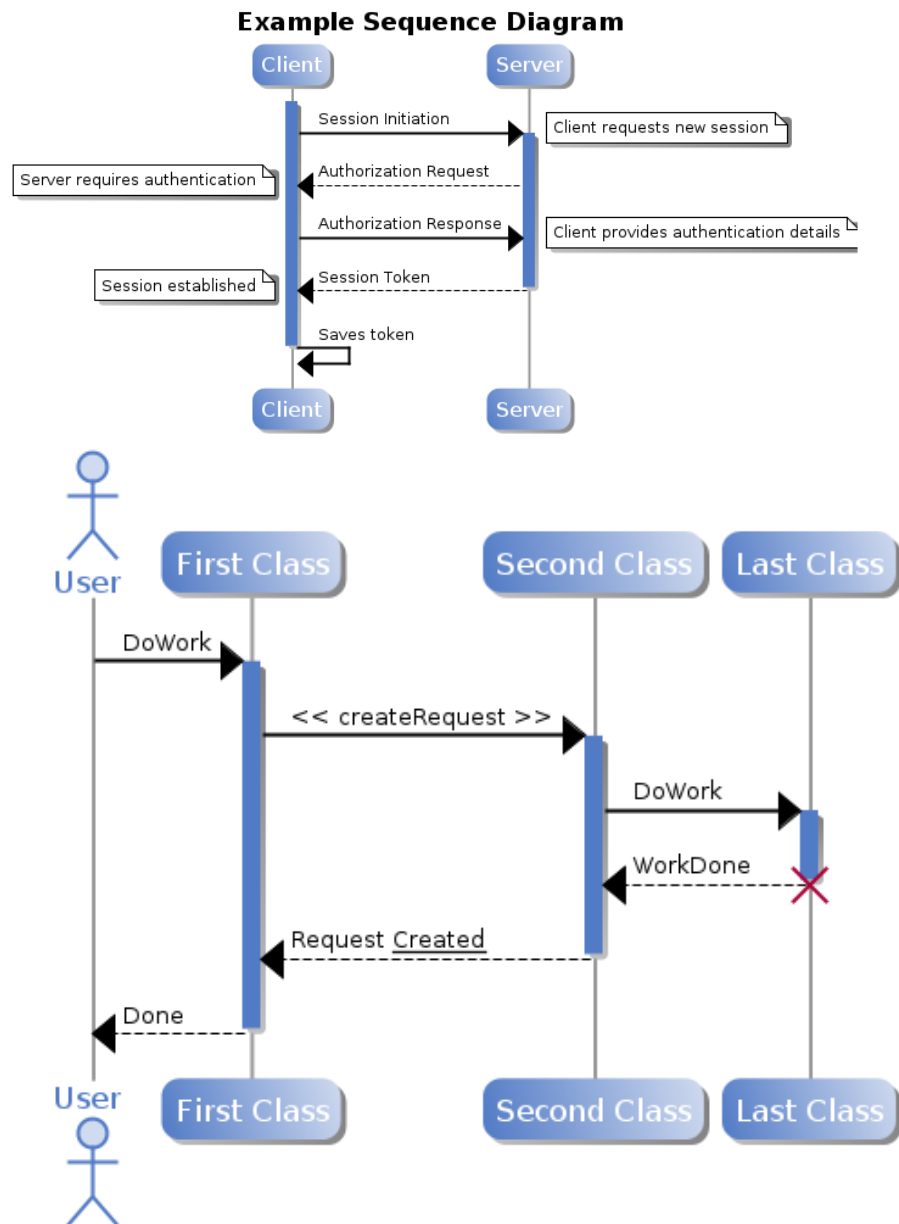 Example Sequence Diagram
Client
Server
Session Initiation
Client requests new session
Authorization Request
Server requires authentication
Authorization Response
Client provides authentication details
Session Token
Session established
Saves token
Client
Server
User
First Class
Second Class
Last Class
DoWork
<< createRequest >>
DoWork
WorkDone
Request Created
Done
User
First Class
Second Class
Last Class